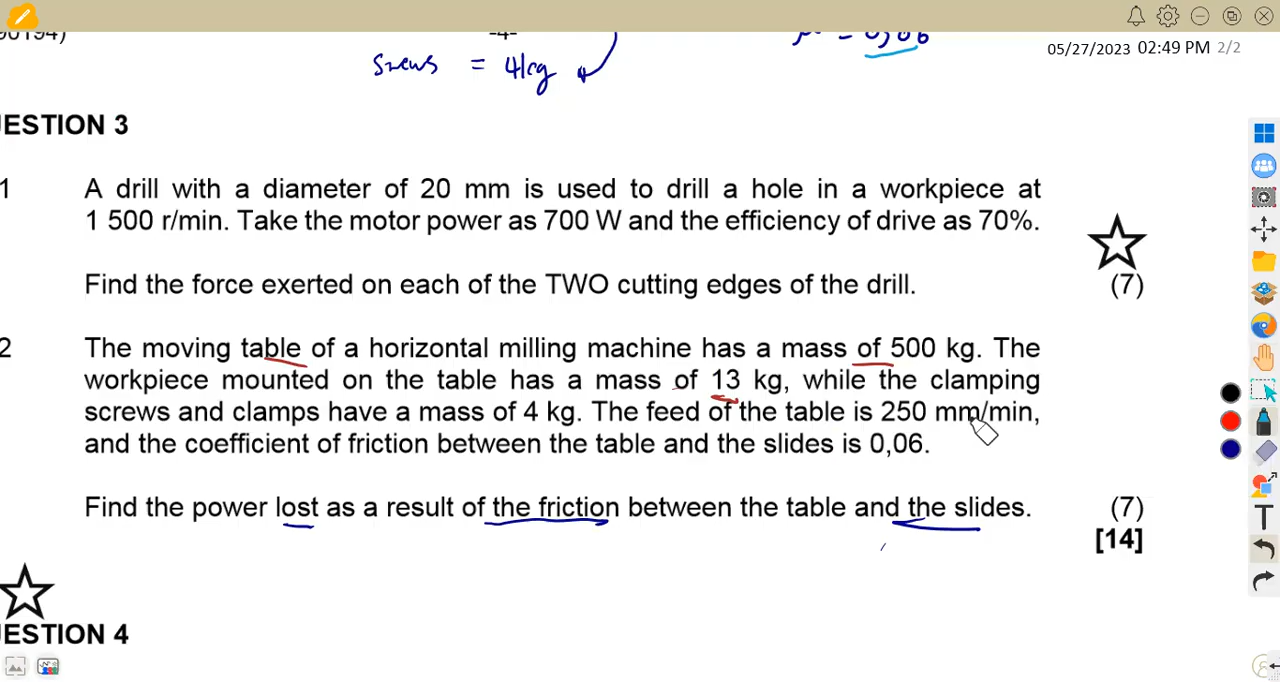 -4-
05/27/2023 02:49 PM 2/2
screws = 4kg
UESTION 3
1 A drill with a diameter of 20 mm is used to drill a hole in a workpiece at
1 500 r/min. Take the motor power as 700 W and the efficiency of drive as 70%.
Find the force exerted on each of the TWO cutting edges of the drill. (7)
2 The moving table of a horizontal milling machine has a mass of 500 kg. The
workpiece mounted on the table has a mass of 13 kg, while the clamping
screws and clamps have a mass of 4 kg. The feed of the table is 250 mm/min,
and the coefficient of friction between the table and the slides is 0,06.
Find the power lost as a result of the friction between the table and the slides. (7)
[14]
UESTION 4
T